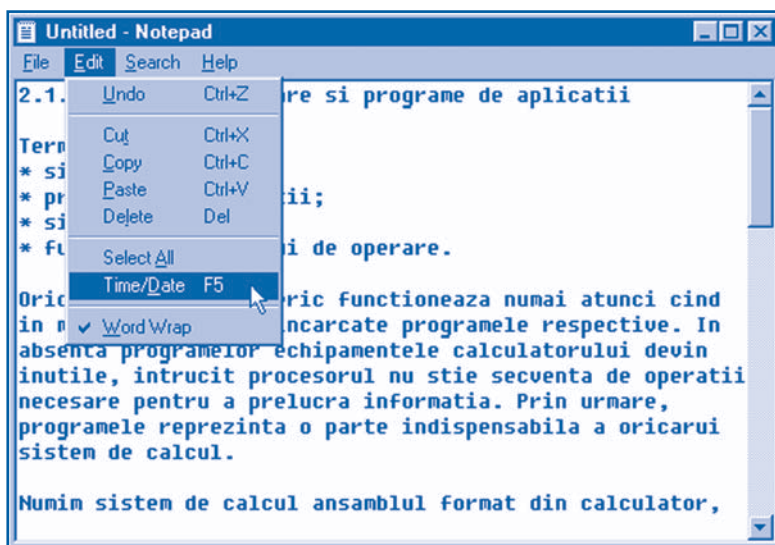 Untitled - Notepad
File Edit Search Help
Undo Ctrl+Z
Cut Ctrl+X
Copy Ctrl+C
Paste Ctrl+V
Delete Del
Select All
Time/Date F5
✔ Word Wrap
2.1. re si programe de aplicatii
Term
* si
* pr ii;
* si
* fu i de operare.
Oric ric functioneaza numai atunci cind
in m ncarcate programele respective. In
absenta programelor echipamentele calculatorului devin
inutile, intrucit procesorul nu stie secventa de operatii
necesare pentru a prelucra informatia. Prin urmare,
programele reprezinta o parte indispensabila a oricarui
sistem de calcul.
Numim sistem de calcul ansamblul format din calculator,